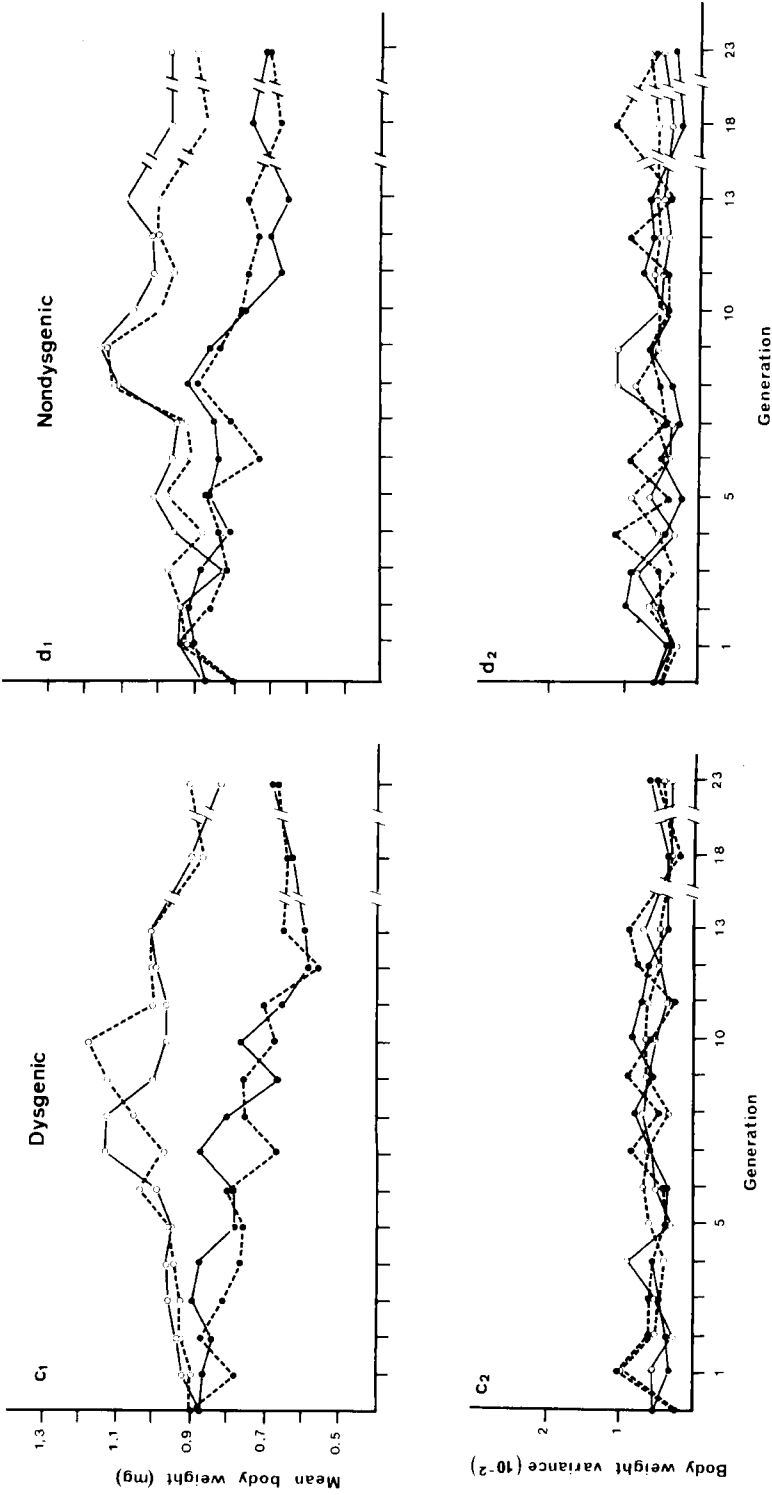 Dysgenic
Nondysgenic
c1
d1
1,3
1.1
0.9
0.7
0.5
Mean body weight (mg)
c2
d2
2
1
Body weight variance (10-2)
1
5
10
13
18
23
Generation
1
5
10
13
18
23
Generation